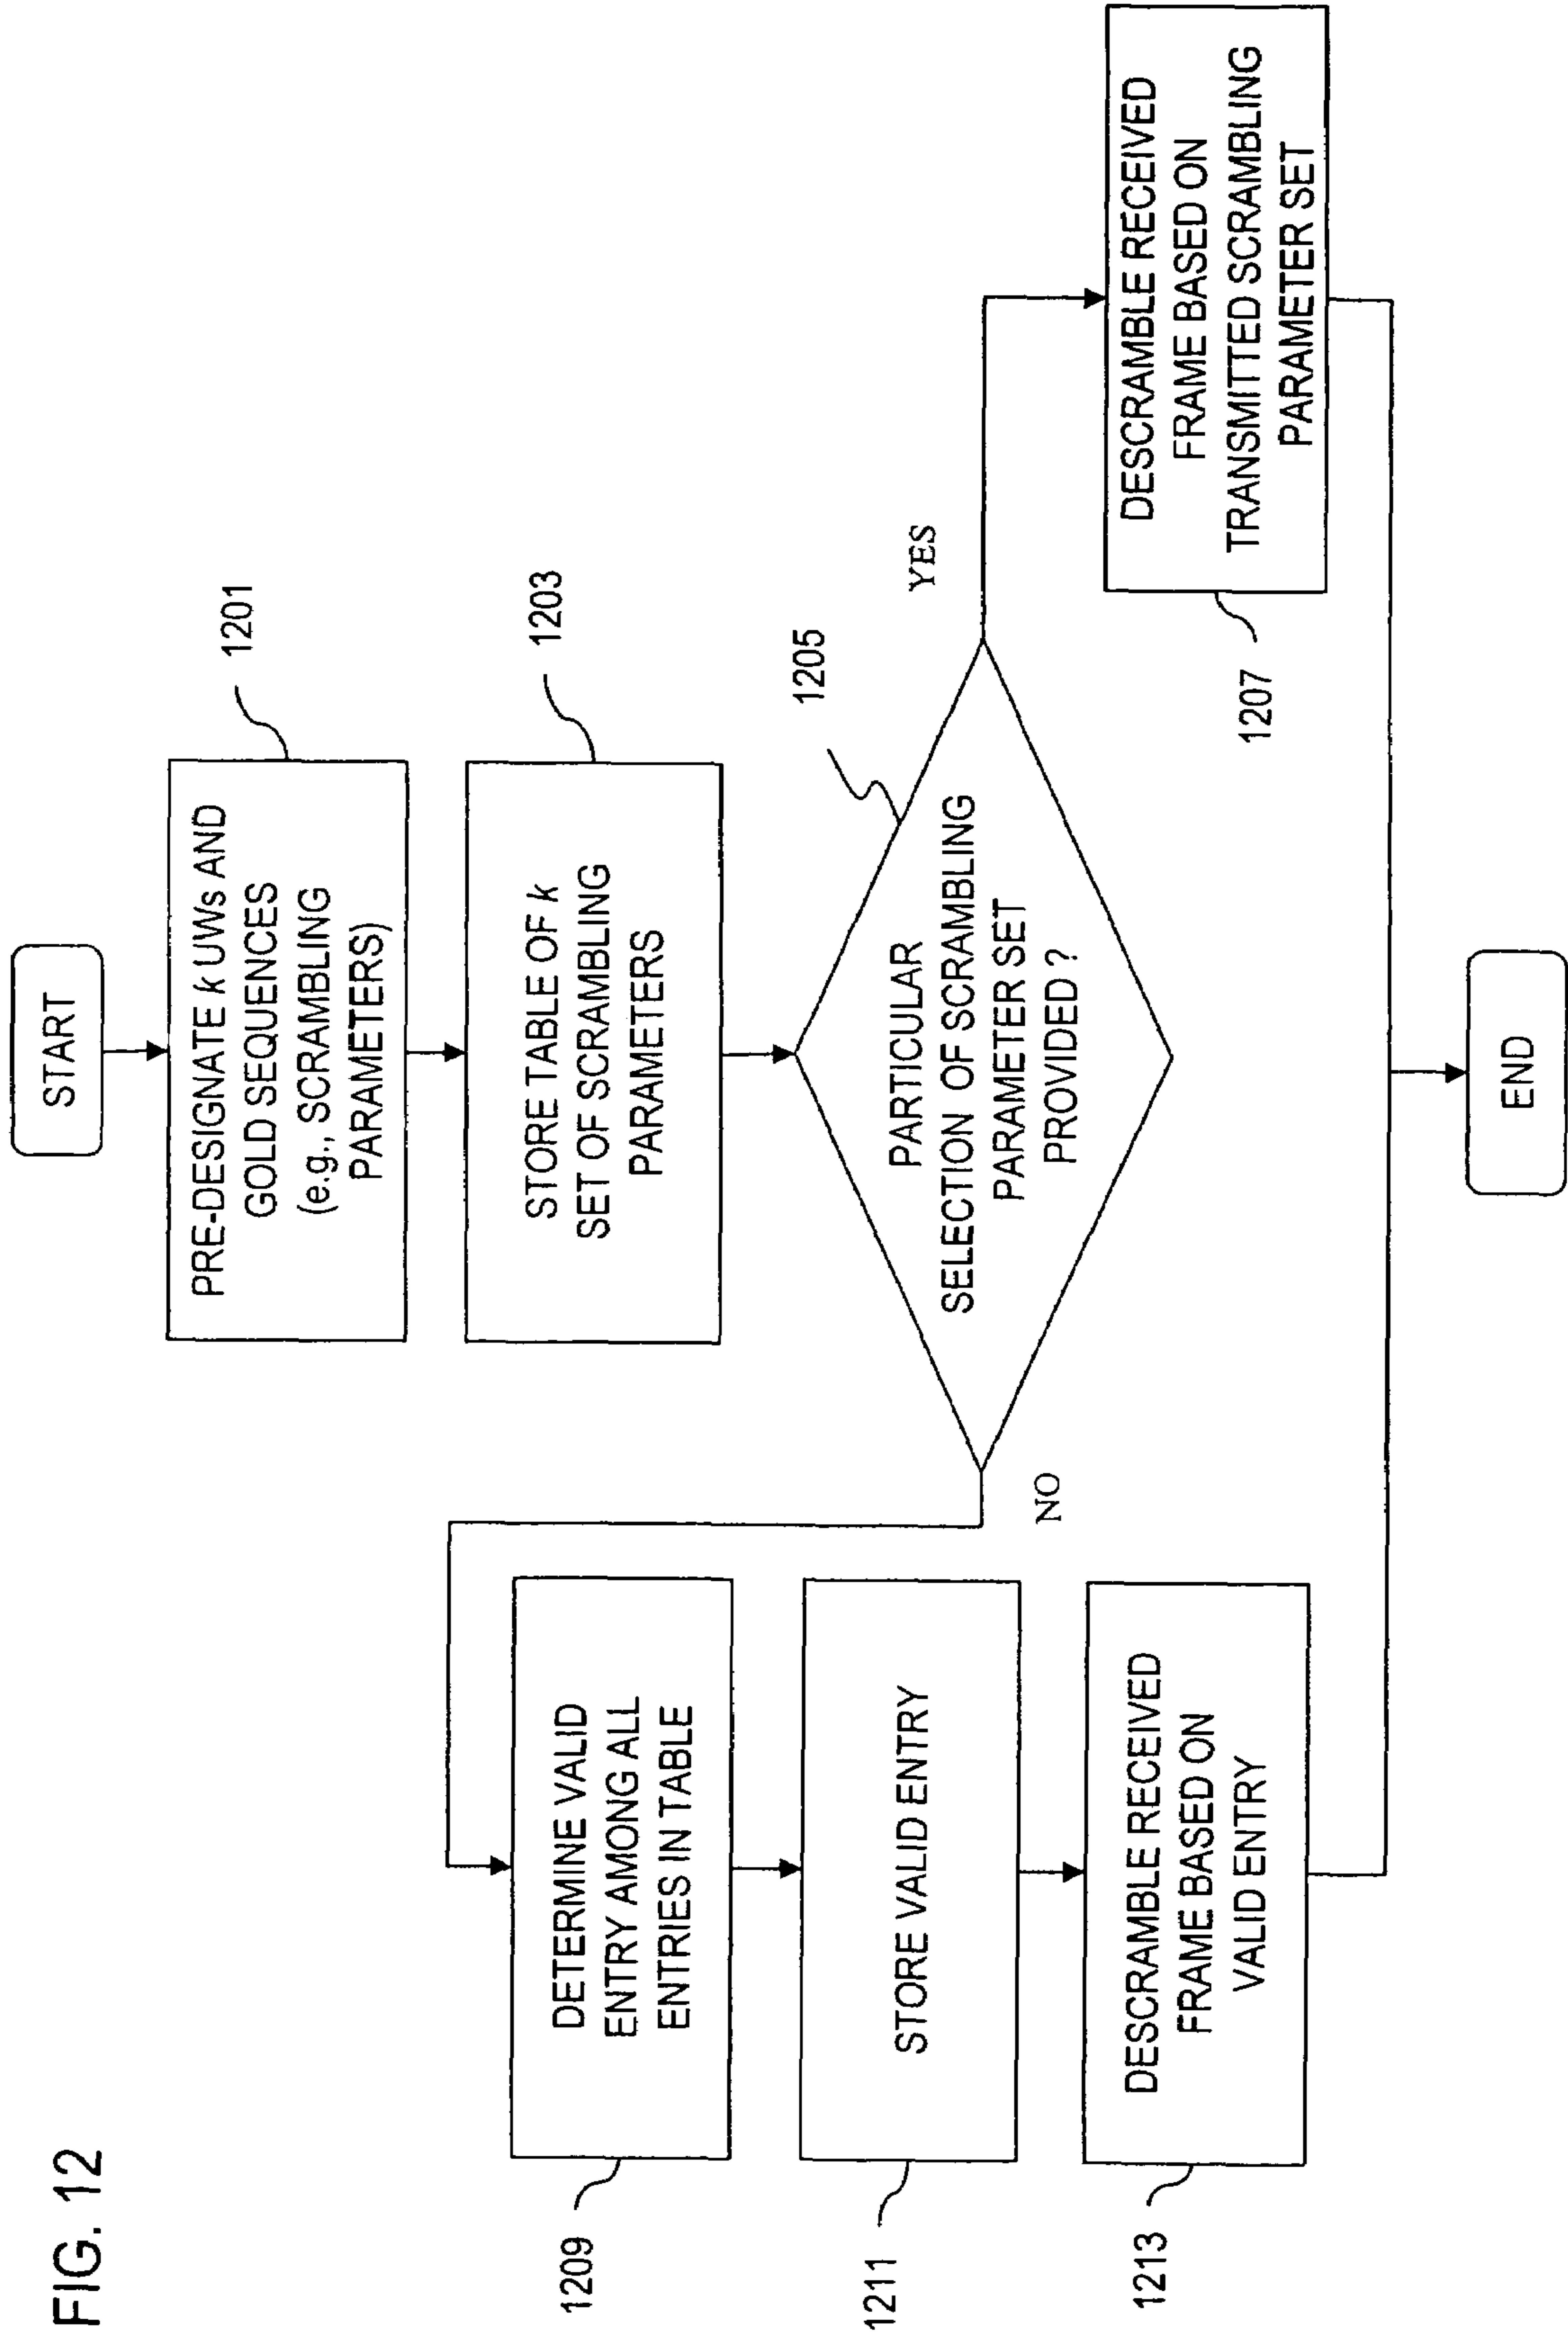 FIG. 12
START
PRE-DESIGNATE k UWs AND
GOLD SEQUENCES
(e.g., SCRAMBLING
PARAMETERS)
1201
STORE TABLE OF k
SET OF SCRAMBLING
PARAMETERS
1203
PARTICULAR
SELECTION OF SCRAMBLING
PARAMETER SET
PROVIDED ?
1205
YES
NO
DESCRAMBLE RECEIVED
FRAME BASED ON
TRANSMITTED SCRAMBLING
PARAMETER SET
1207
DETERMINE VALID
ENTRY AMONG ALL
ENTRIES IN TABLE
1209
STORE VALID ENTRY
1211
DESCRAMBLE RECEIVED
FRAME BASED ON
VALID ENTRY
1213
END